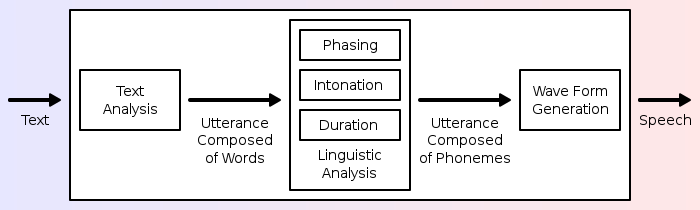 Text
Text
Analysis
Utterance
Composed
of Words
Phasing
Intonation
Duration
Linguistic
Analysis
Utterance
Composed
of Phonemes
Wave Form
Generation
Speech